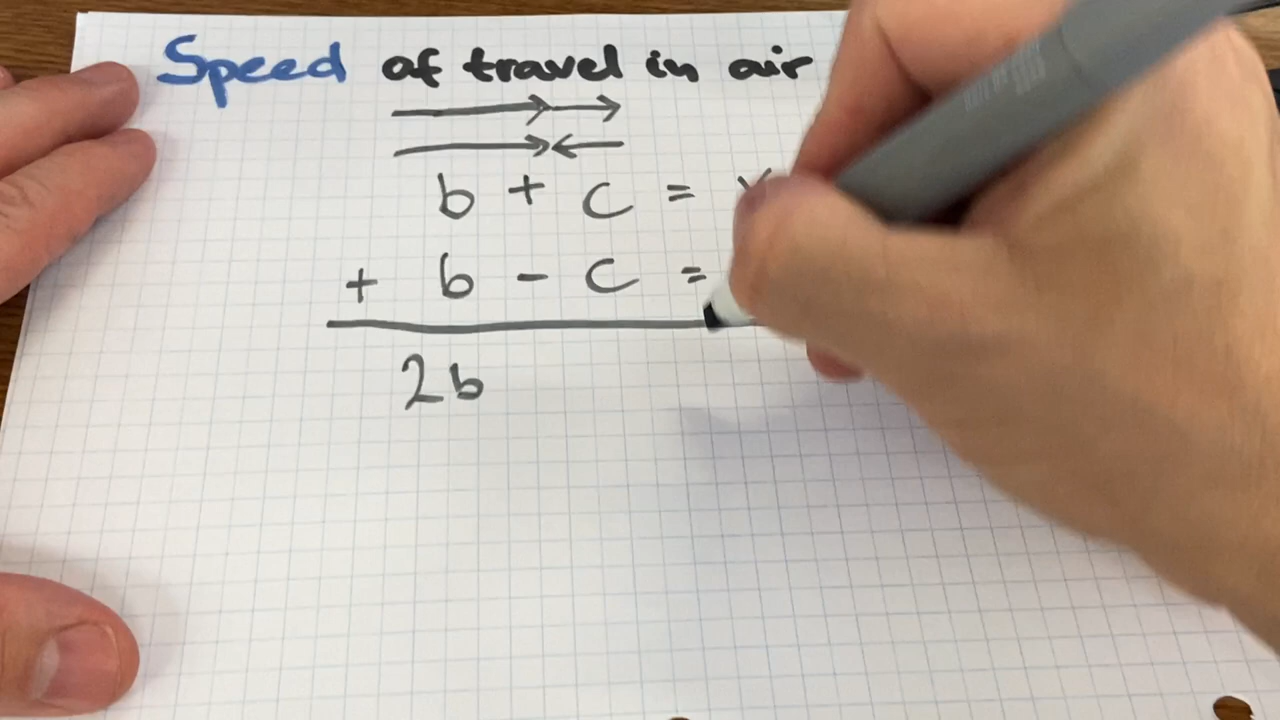 Speed of travel in air
b + c =
+ b - c =
2b